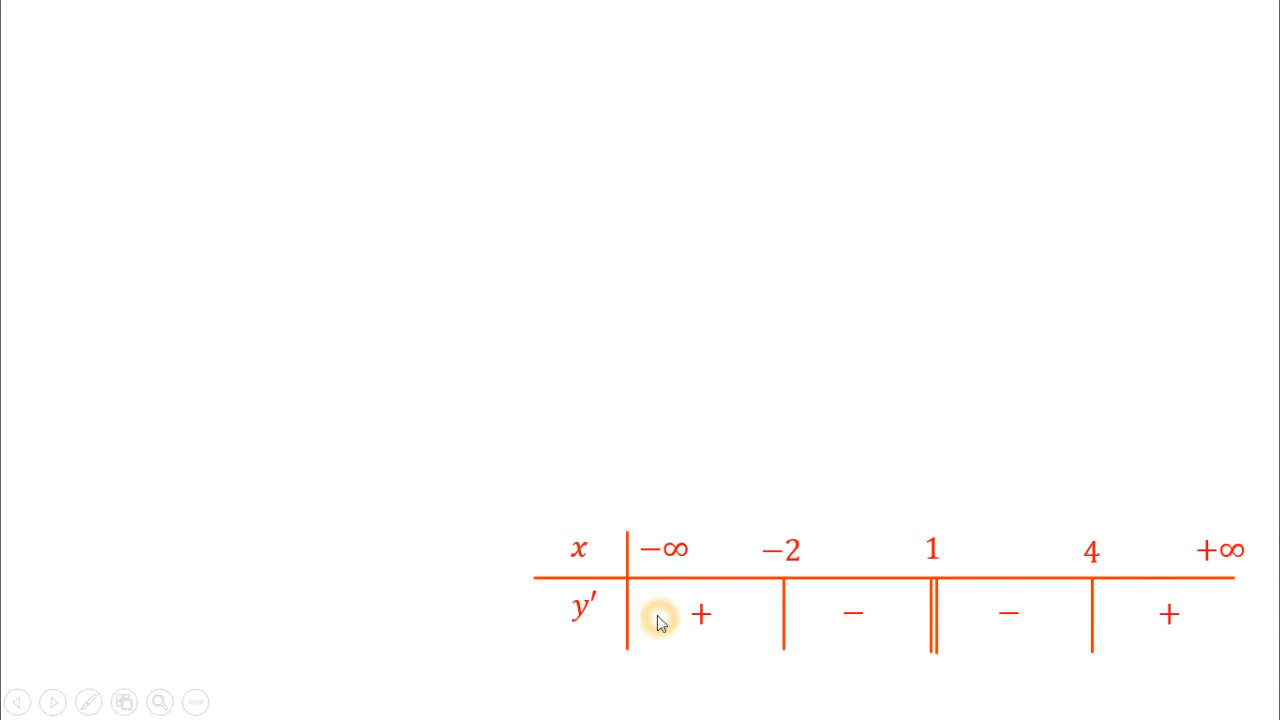 x −∞ −2 1 4 +∞
y′ + − − +